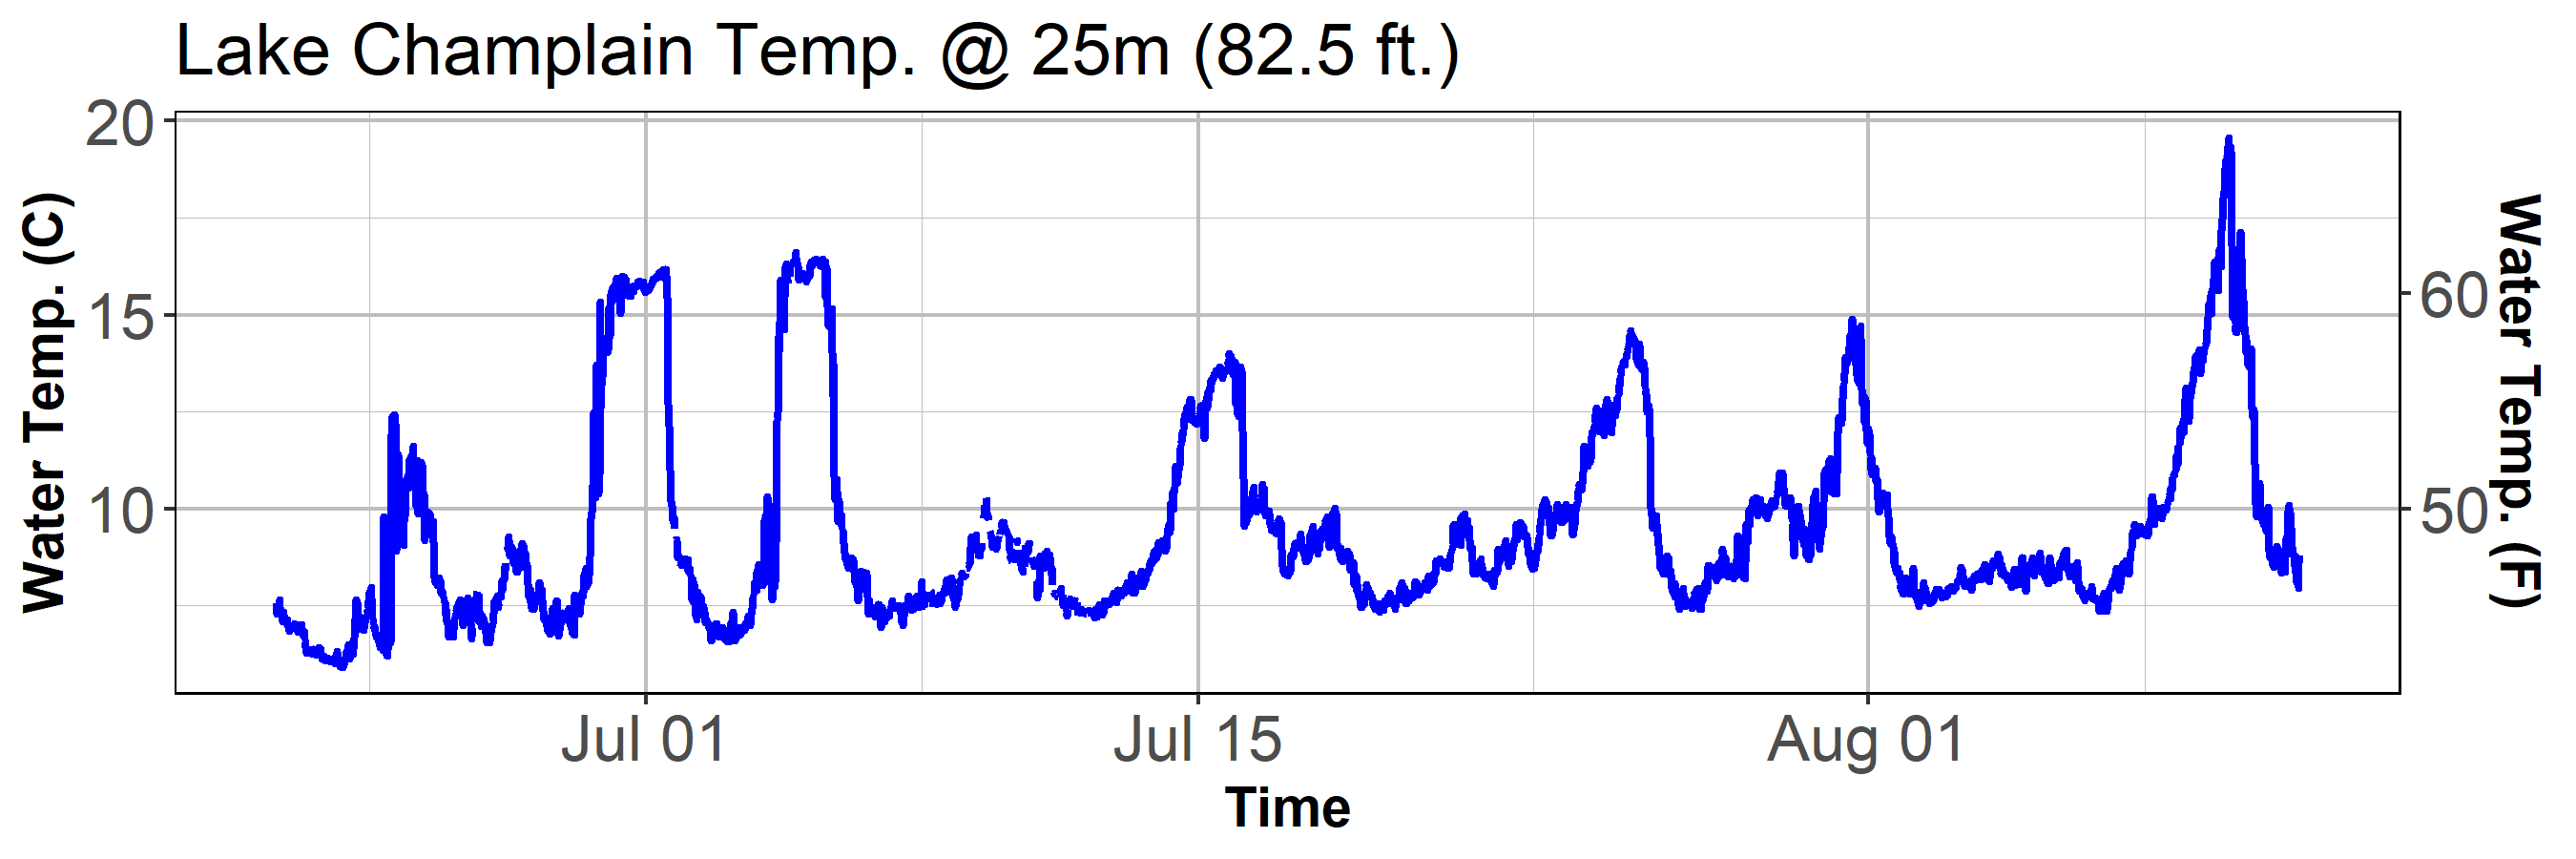 Lake Champlain Temp. @ 25m (82.5 ft.)
Water Temp. (C)
20
15
10
60
50
Water Temp. (F)
Jul 01
Jul 15
Aug 01
Time